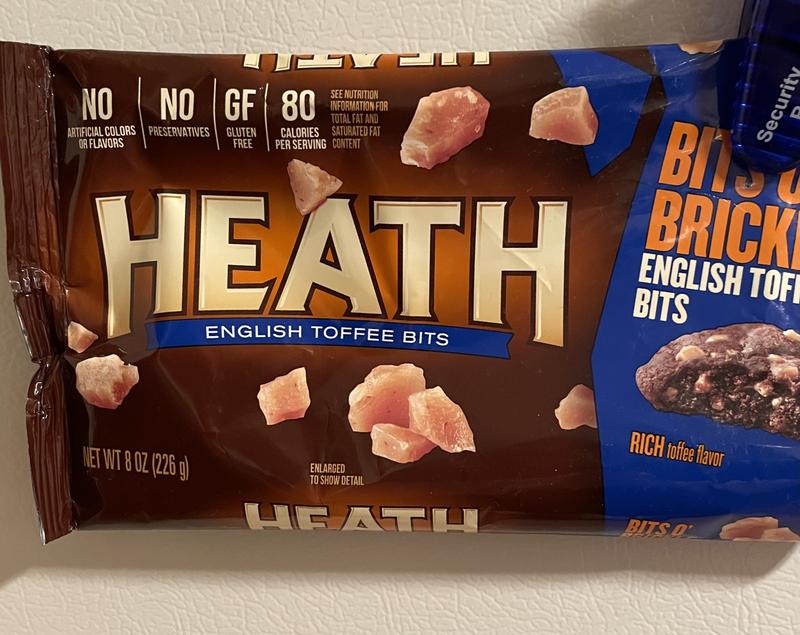 HEATH
NO
ARTIFICIAL COLORS
OR FLAVORS
NO
PRESERVATIVES
GF
GLUTEN
FREE
80
CALORIES
PER SERVING
SEE NUTRITION
INFORMATION FOR
TOTAL FAT AND
SATURATED FAT
CONTENT
HEATH
ENGLISH TOFFEE BITS
NET WT 8 OZ (226 g)
ENLARGED
TO SHOW DETAIL
HEATH
Security
BITS
BRICK
ENGLISH TOFF
BITS
RICH toffee flavor
BITS O'